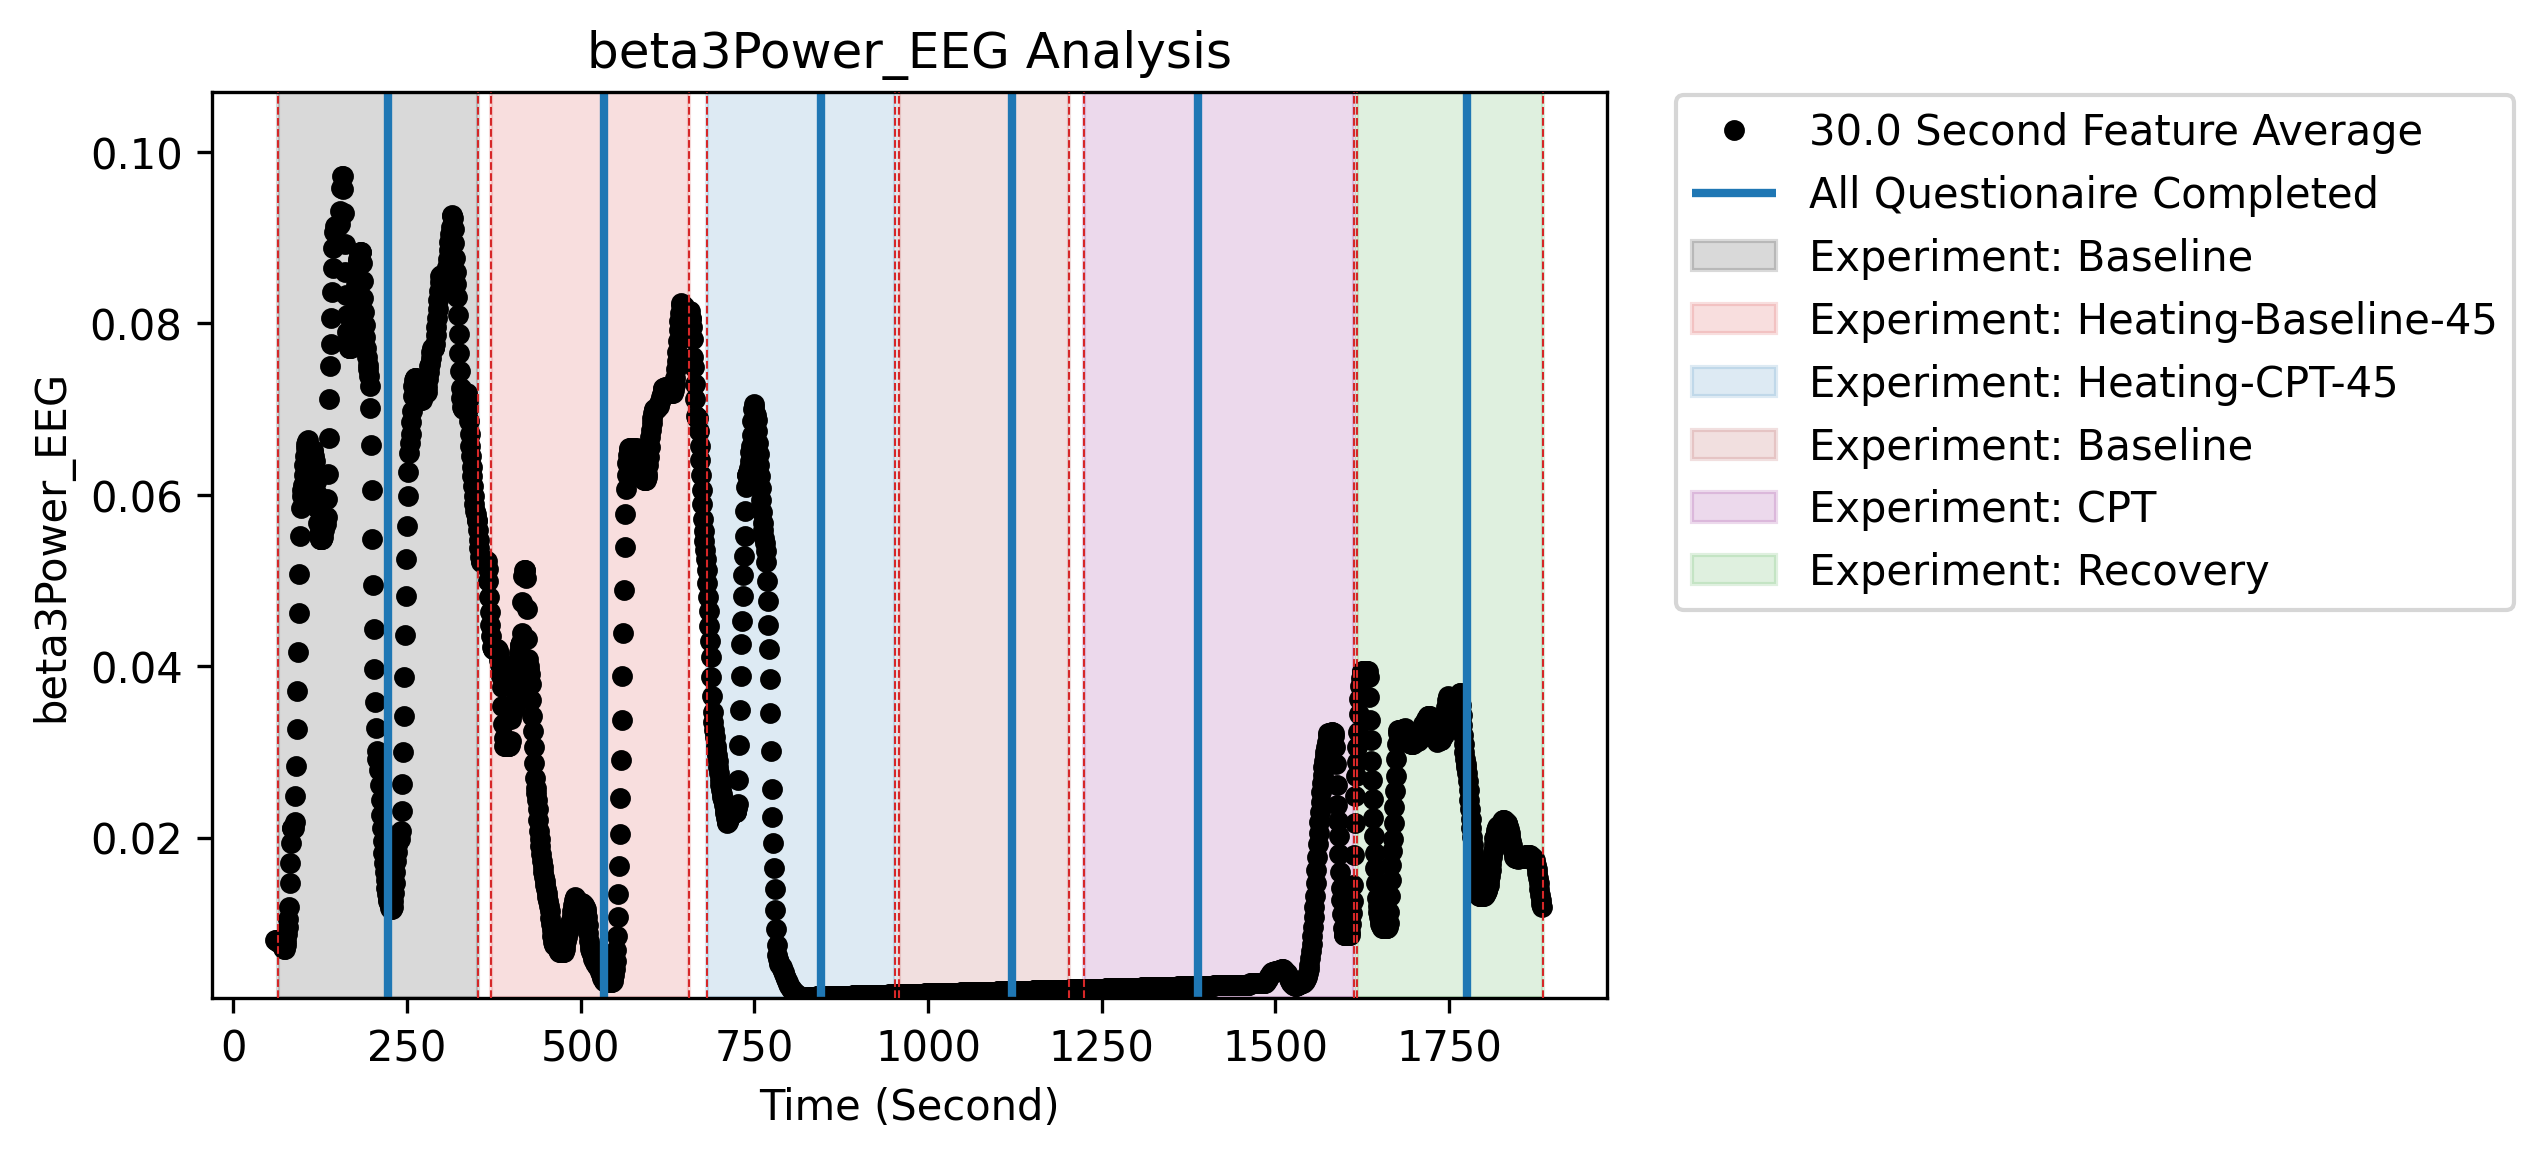 beta3Power_EEG Analysis
0.10
0.08
0.06
0.04
0.02
beta3Power_EEG
0 250 500 750 1000 1250 1500 1750
Time (Second)
30.0 Second Feature Average
All Questionaire Completed
Experiment: Baseline
Experiment: Heating-Baseline-45
Experiment: Heating-CPT-45
Experiment: Baseline
Experiment: CPT
Experiment: Recovery